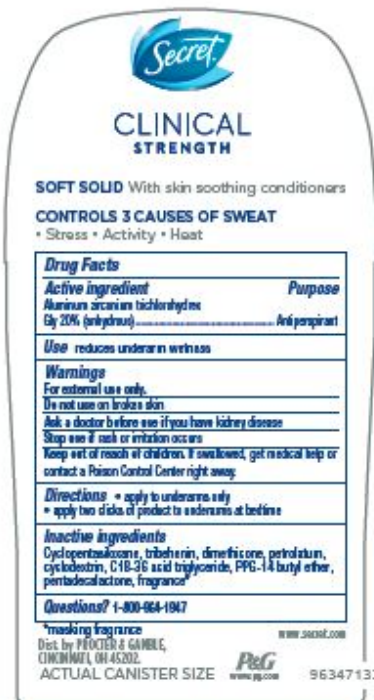 Secret.
CLINICAL
STRENGTH
SOFT SOLID With skin soothing conditioners
CONTROLS 3 CAUSES OF SWEAT
• Stress • Activity • Heat
Drug Facts
Active ingredient Purpose
Aluminum zirconium trichlorohydrex
Gly 20% (anhydrous) Antiperspirant
Use reduces underarm wetness
Warnings
For external use only.
Do not use on broken skin
Ask a doctor before use if you have kidney disease
Stop use if rash or irritation occurs
Keep out of reach of children. If swallowed, get medical help or
contact a Poison Control Center right away.
Directions • apply to underarms only
• apply two clicks of product to underarms at bedtime
Inactive ingredients
Cyclopentasiloxane, tribehenin, dimethicone, petrolatum,
cyclodextrin, C18-36 acid triglyceride, PPG-14 butyl ether,
pentadecalactone, fragrance*
Questions? 1-800-964-1947
*masking fragrance
www.secret.com
Dist. by PROCTER & GAMBLE,
CINCINNATI, OH 45202.
P&G
www.pg.com
ACTUAL CANISTER SIZE